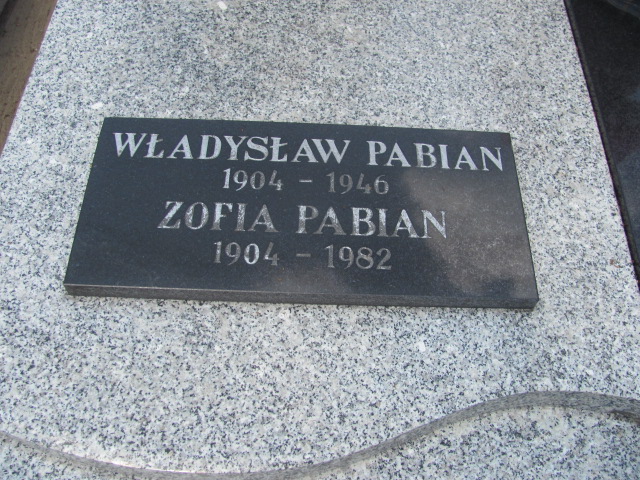 WŁADYSŁAW PABIAN
1904 - 1946
ZOFIA PABIAN
1904 - 1982